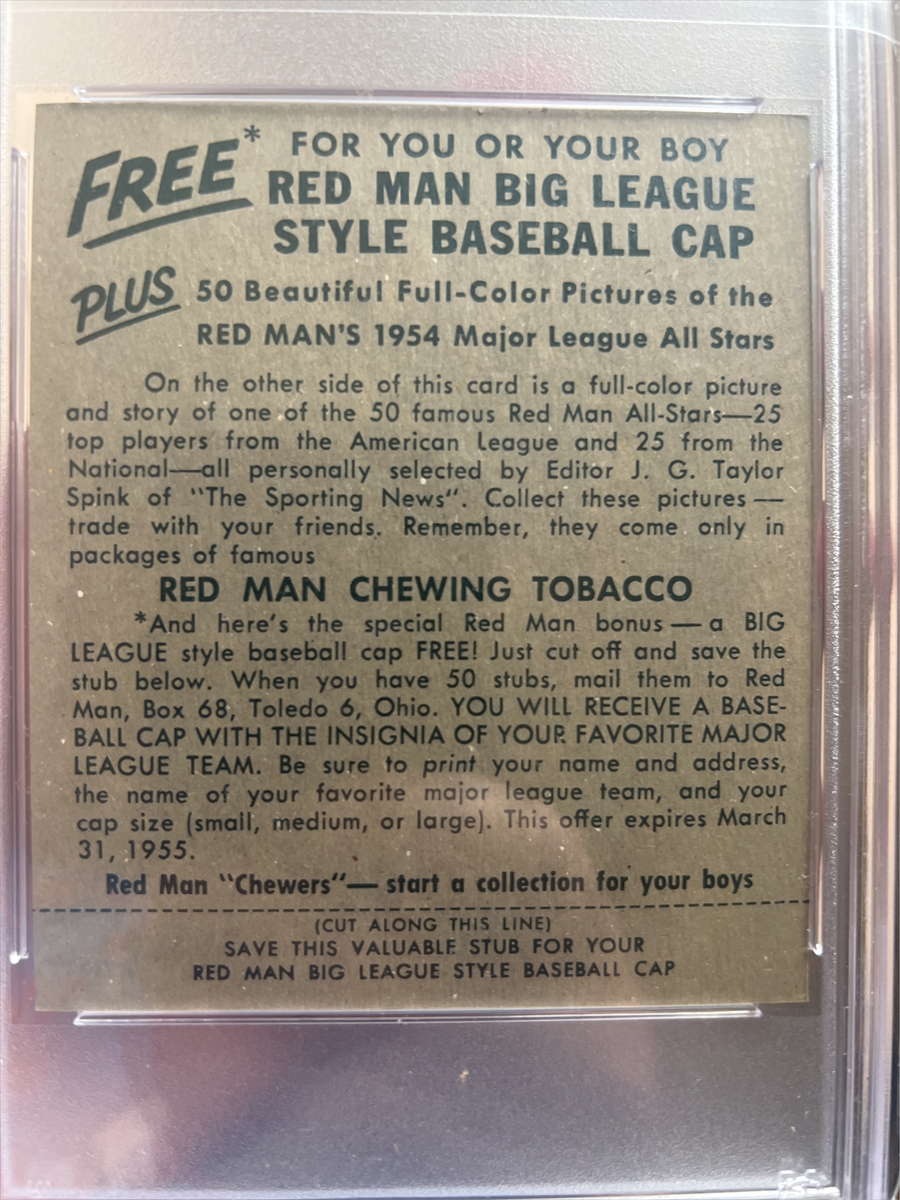 FREE* FOR YOU OR YOUR BOY
RED MAN BIG LEAGUE
STYLE BASEBALL CAP
PLUS 50 Beautiful Full-Color Pictures of the
RED MAN'S 1954 Major League All Stars
On the other side of this card is a full-color picture
and story of one of the 50 famous Red Man All-Stars—25
top players from the American League and 25 from the
National—all personally selected by Editor J. G. Taylor
Spink of "The Sporting News". Collect these pictures —
trade with your friends. Remember, they come only in
packages of famous
RED MAN CHEWING TOBACCO
*And here's the special Red Man bonus — a BIG
LEAGUE style baseball cap FREE! Just cut off and save the
stub below. When you have 50 stubs, mail them to Red
Man, Box 68, Toledo 6, Ohio. YOU WILL RECEIVE A BASE-
BALL CAP WITH THE INSIGNIA OF YOUR FAVORITE MAJOR
LEAGUE TEAM. Be sure to print your name and address,
the name of your favorite major league team, and your
cap size (small, medium, or large). This offer expires March
31, 1955.
Red Man "Chewers"— start a collection for your boys
(CUT ALONG THIS LINE)
SAVE THIS VALUABLE STUB FOR YOUR
RED MAN BIG LEAGUE STYLE BASEBALL CAP